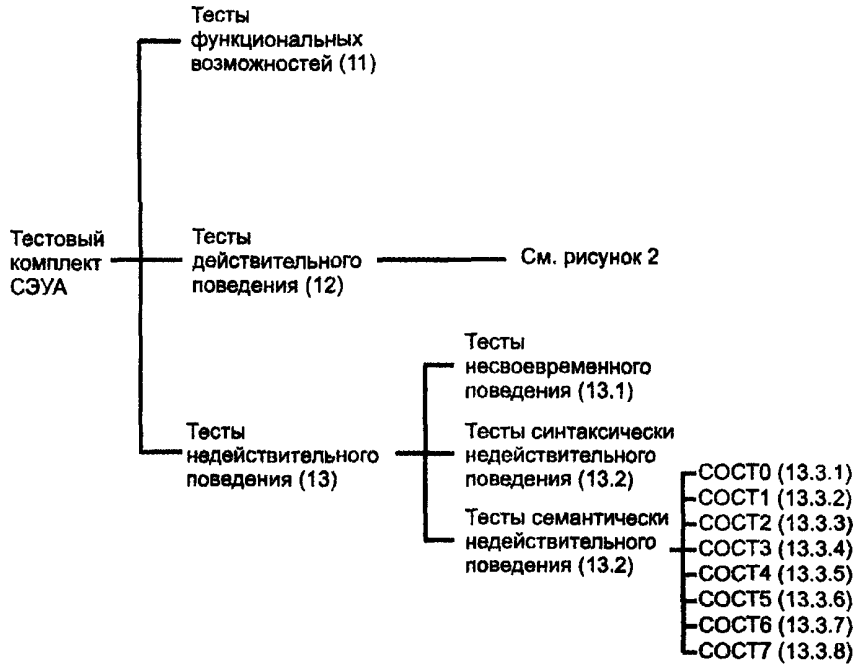 Тесты
функциональных
возможностей (11)
Тестовый
комплект
СЭУА
Тесты
действительного
поведения (12)
См. рисунок 2
Тесты
недействительного
поведения (13)
Тесты
несвоевременного
поведения (13.1)
Тесты синтаксически
недействительного
поведения (13.2)
Тесты семантически
недействительного
поведения (13.2)
СОСТ0 (13.3.1)
СОСТ1 (13.3.2)
СОСТ2 (13.3.3)
СОСТ3 (13.3.4)
СОСТ4 (13.3.5)
СОСТ5 (13.3.6)
СОСТ6 (13.3.7)
СОСТ7 (13.3.8)